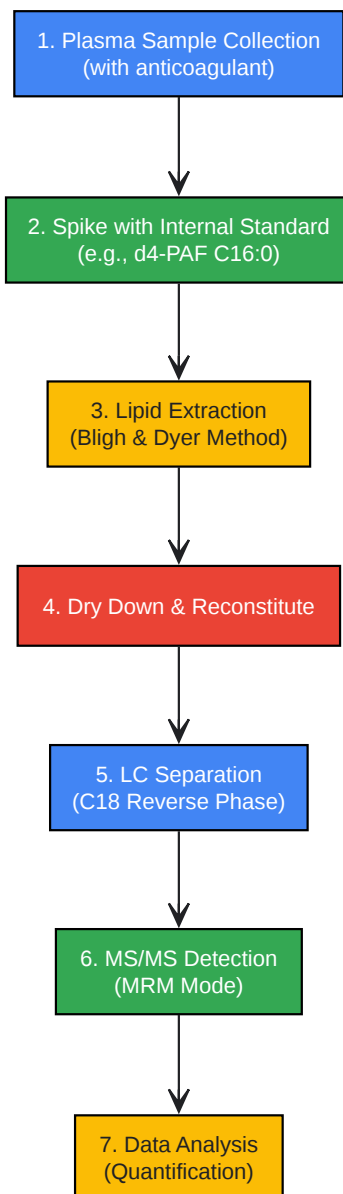 1. Plasma Sample Collection
(with anticoagulant)
2. Spike with Internal Standard
(e.g., d4-PAF C16:0)
3. Lipid Extraction
(Bligh & Dyer Method)
4. Dry Down & Reconstitute
5. LC Separation
(C18 Reverse Phase)
6. MS/MS Detection
(MRM Mode)
7. Data Analysis
(Quantification)